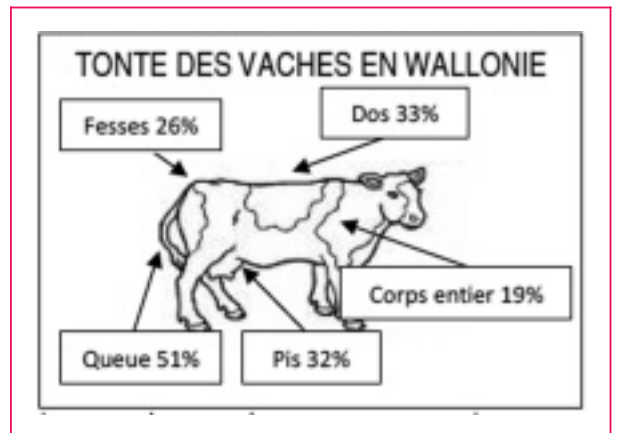 TONTE DES VACHES EN WALLONIE
Fesses 26%
Dos 33%
Corps entier 19%
Queue 51%
Pis 32%